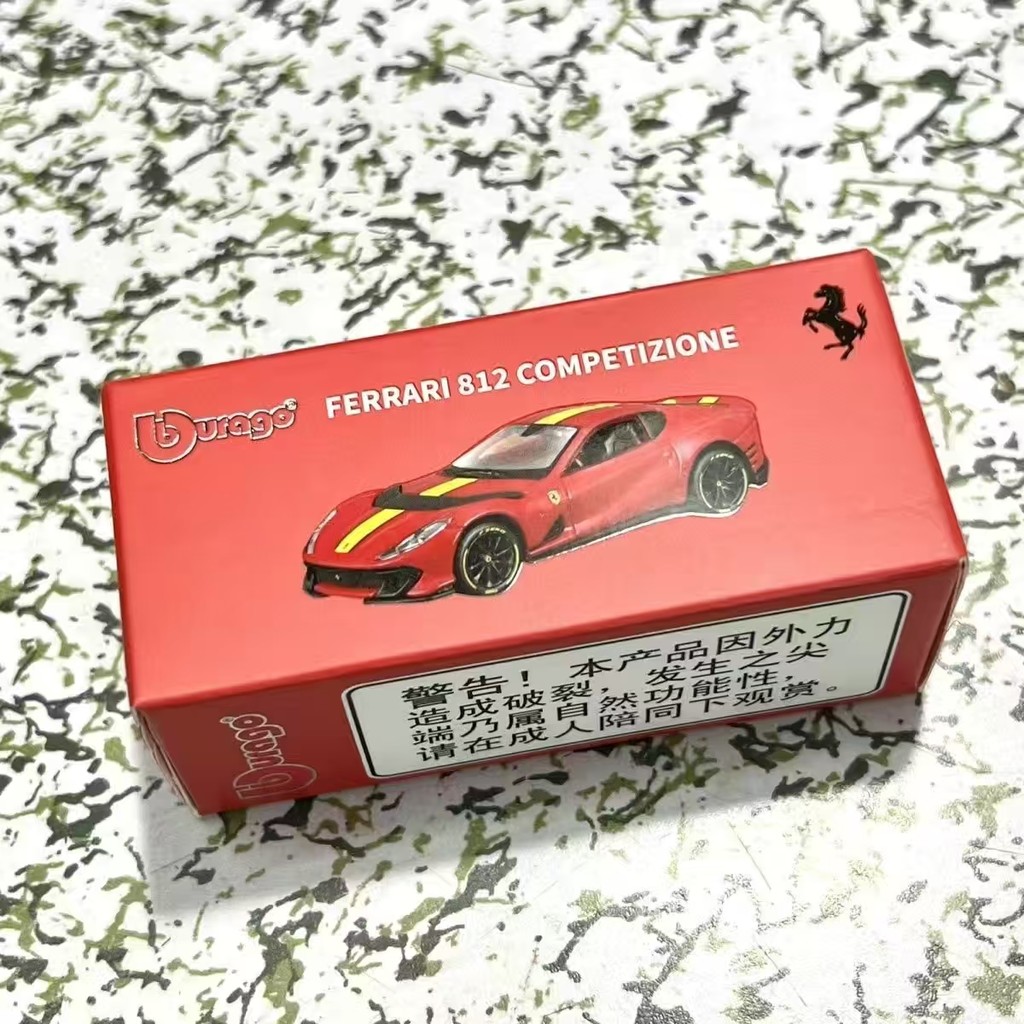 burago
FERRARI 812 COMPETIZIONE
警告！本产品因外力
造成破裂，发生之尖
端乃属自然功能性，
请在成人陪同下观赏。
burago